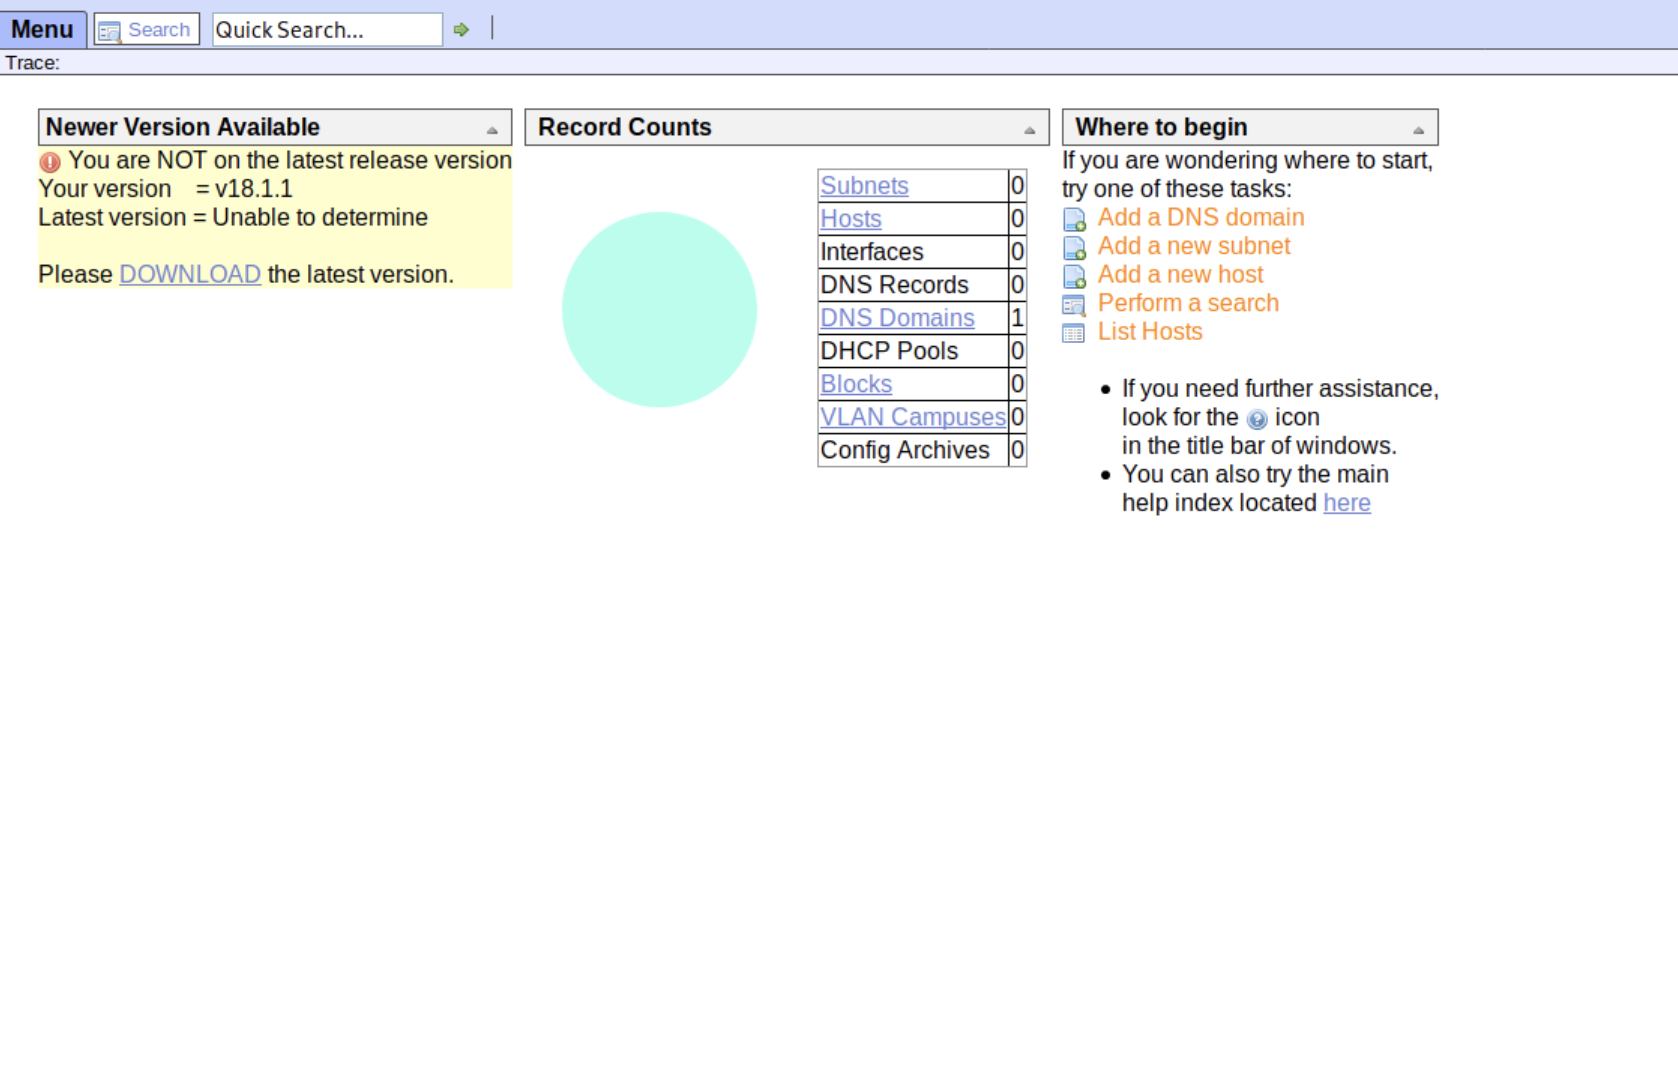 Menu Search Quick Search...
Trace:
Newer Version Available
You are NOT on the latest release version
Your version = v18.1.1
Latest version = Unable to determine
Please DOWNLOAD the latest version.
Record Counts
Subnets 0
Hosts 0
Interfaces 0
DNS Records 0
DNS Domains 1
DHCP Pools 0
Blocks 0
VLAN Campuses 0
Config Archives 0
Where to begin
If you are wondering where to start,
try one of these tasks:
Add a DNS domain
Add a new subnet
Add a new host
Perform a search
List Hosts
If you need further assistance,
look for the ? icon
in the title bar of windows.
You can also try the main
help index located here